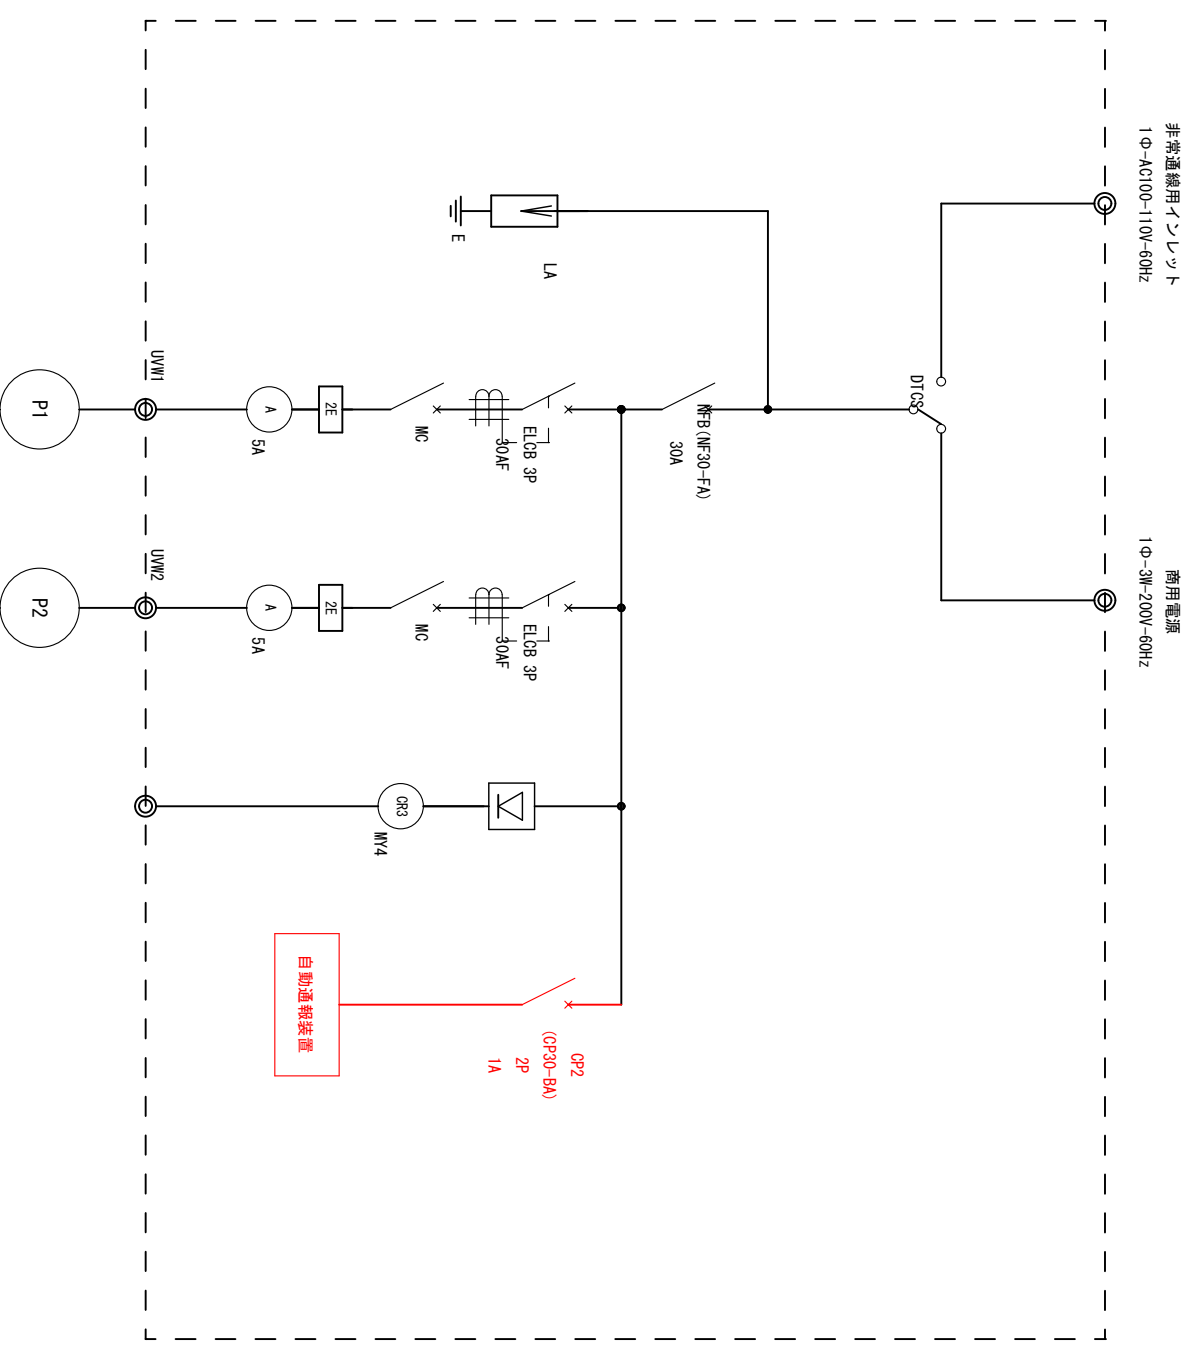 非常通線用インレット
1Φ-AC100-110V-60Hz
商用電源
1Φ-3W-200V-60Hz
DTCS
NFB(NF30-FA)
30A
LA
E
ELCB 3P
30AF
MC
2E
A
5A
UVW1
P1
ELCB 3P
30AF
MC
2E
A
5A
UVW2
P2
CR3
MY4
CP2
(CP30-BA)
2P
1A
自動通報装置